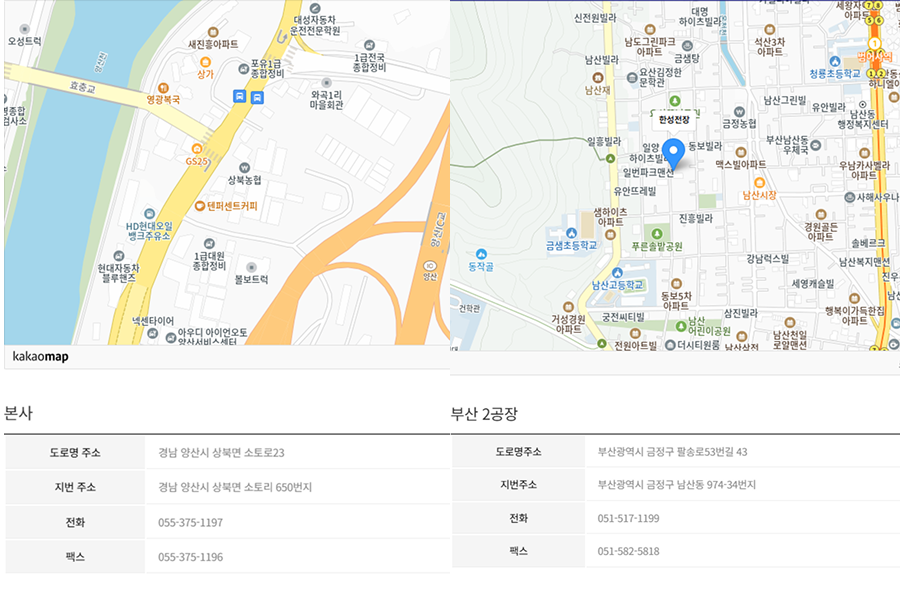 오성트럭
대성자동차
운전전문학원
새진흥아파트
상가
포유1급
종합정비
1급전국
종합정비
와곡1리
마을회관
양산천
효충교
영광복국
GS25
상북농협
텐퍼센트커피
HD현대오일
뱅크주유소
현대자동차
블루핸즈
1급대원
종합정비
볼보트럭
넥센타이어
아우디 아이언오토
양산서비스센터
양산IC교
양산
kakaomap
신전원빌라
대명
하이츠빌라
세왕자
아파트
남도그린파크
아파트
금샘탕
석산3차
아파트
남산빌라
요산김정한
문학관
청룡초등학교
남산재
하니엘
남산그린빌
유안빌라
한성전장
금정농협
남산동
행정복지센터
일흥빌라
일양
하이츠빌라
동보빌라
부산남산동
우체국
일번파크맨션
맥스빌아파트
우남카사벨라
아파트
유안뜨레빌
남산시장
사해사우나
샘하이츠
아파트
진흥빌라
경원골든
아파트
금샘초등학교
푸르솔밭공원
솔베르크
동작골
강남럭스빌
남산복지맨션
남산고등학교
세영캐슬빌
건학관
동보5차
아파트
행복이가득한집
아파트
거성경원
아파트
궁전씨티빌
삼진빌라
남산
어린이공원
남산천일
로얄맨션
전원아트빌
더시티원룸
본사
도로명 주소 경남 양산시 상북면 소토로23
지번 주소 경남 양산시 상북면 소토리 650번지
전화 055-375-1197
팩스 055-375-1196
부산 2공장
도로명주소 부산광역시 금정구 팔송로53번길 43
지번주소 부산광역시 금정구 남산동 974-34번지
전화 051-517-1199
팩스 051-582-5818